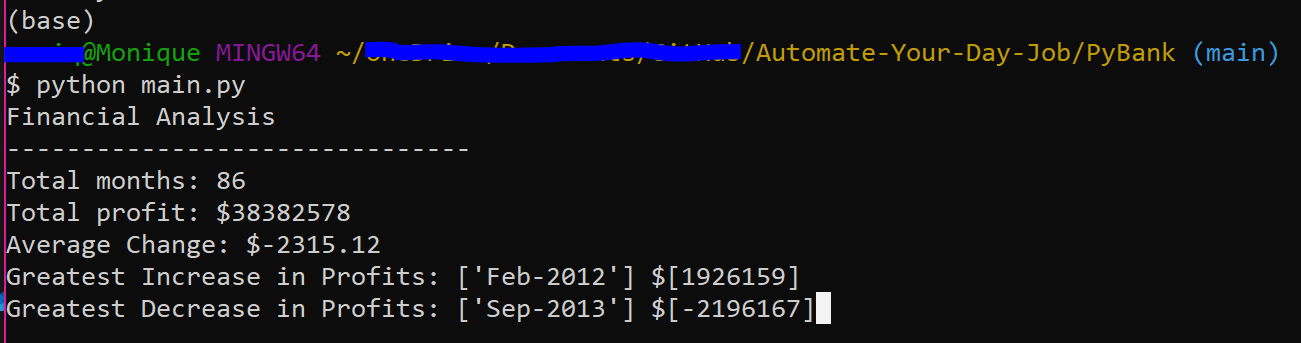 (base)
@Monique MINGW64 ~/ /Automate-Your-Day-Job/PyBank (main)
$ python main.py
Financial Analysis
-------------------------------
Total months: 86
Total profit: $38382578
Average Change: $-2315.12
Greatest Increase in Profits: ['Feb-2012'] $[1926159]
Greatest Decrease in Profits: ['Sep-2013'] $[-2196167]